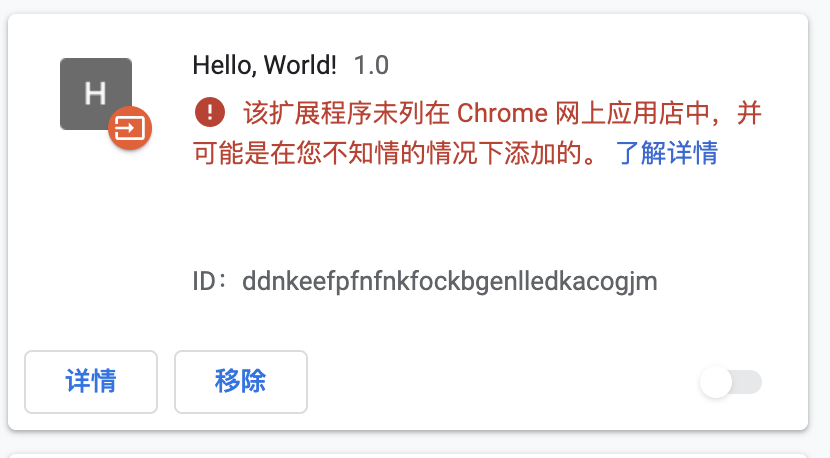 Hello, World! 1.0
H
该扩展程序未列在 Chrome 网上应用店中，并
可能是在您不知情的情况下添加的。 了解详情
ID：ddnkeefpfnfnkfockbgenlledkacogjm
详情 移除